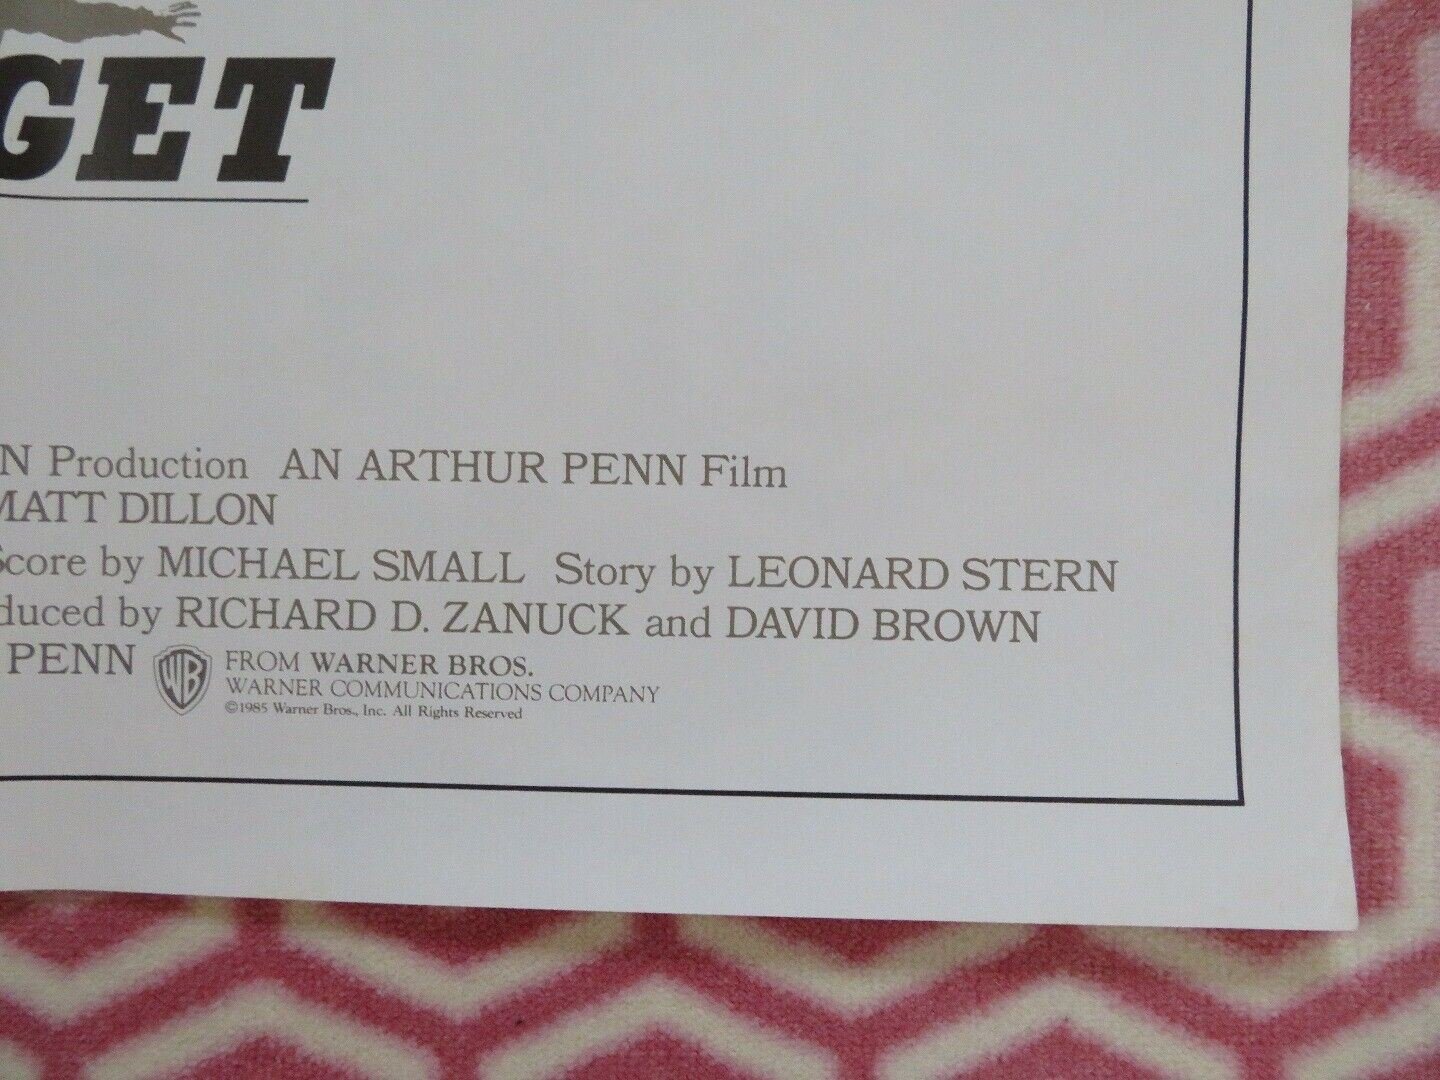 GET
N Production AN ARTHUR PENN Film
MATT DILLON
Score by MICHAEL SMALL Story by LEONARD STERN
duced by RICHARD D. ZANUCK and DAVID BROWN
PENN WB FROM WARNER BROS.
WARNER COMMUNICATIONS COMPANY
©1985 Warner Bros., Inc. All Rights Reserved